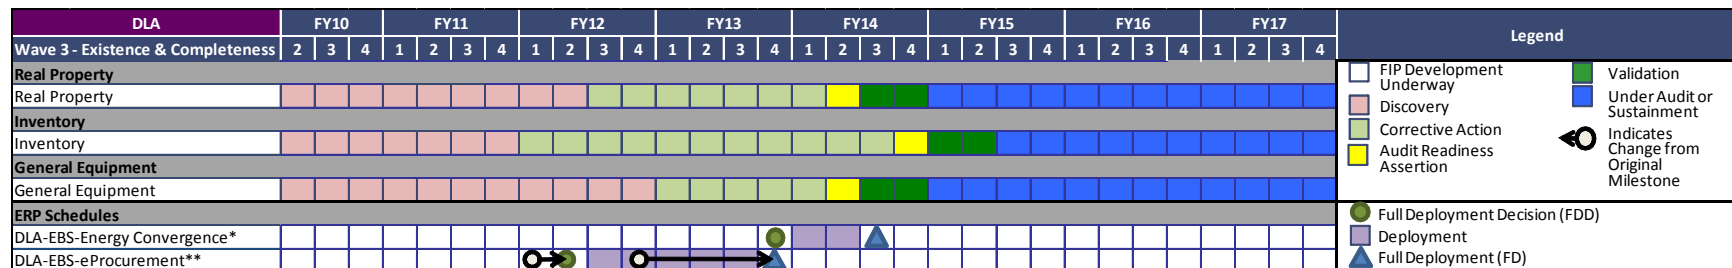 DLA FY10 FY11 FY12 FY13 FY14 FY15 FY16 FY17 Legend
Wave 3 - Existence & Completeness 2 3 4 1 2 3 4 1 2 3 4 1 2 3 4 1 2 3 4 1 2 3 4 1 2 3 4 1 2 3 4
Real Property
Real Property
Inventory
Inventory
General Equipment
General Equipment
ERP Schedules
DLA-EBS-Energy Convergence*
DLA-EBS-eProcurement**
FIP Development
Underway
Discovery
Corrective Action
Audit Readiness
Assertion
Validation
Under Audit or
Sustainment
Indicates
Change from
Original
Milestone
Full Deployment Decision (FDD)
Deployment
Full Deployment (FD)